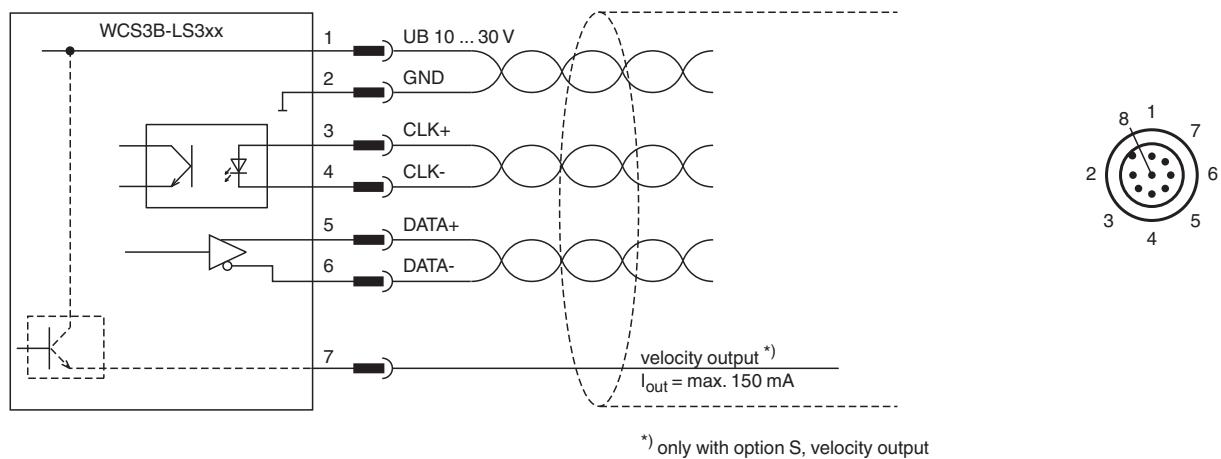 WCS3B-LS3xx
1 UB 10 ... 30 V
2 GND
3 CLK+
4 CLK-
5 DATA+
6 DATA-
7 velocity output *)
I_out = max. 150 mA
*) only with option S, velocity output
8 1 7
2 6
3 5
4